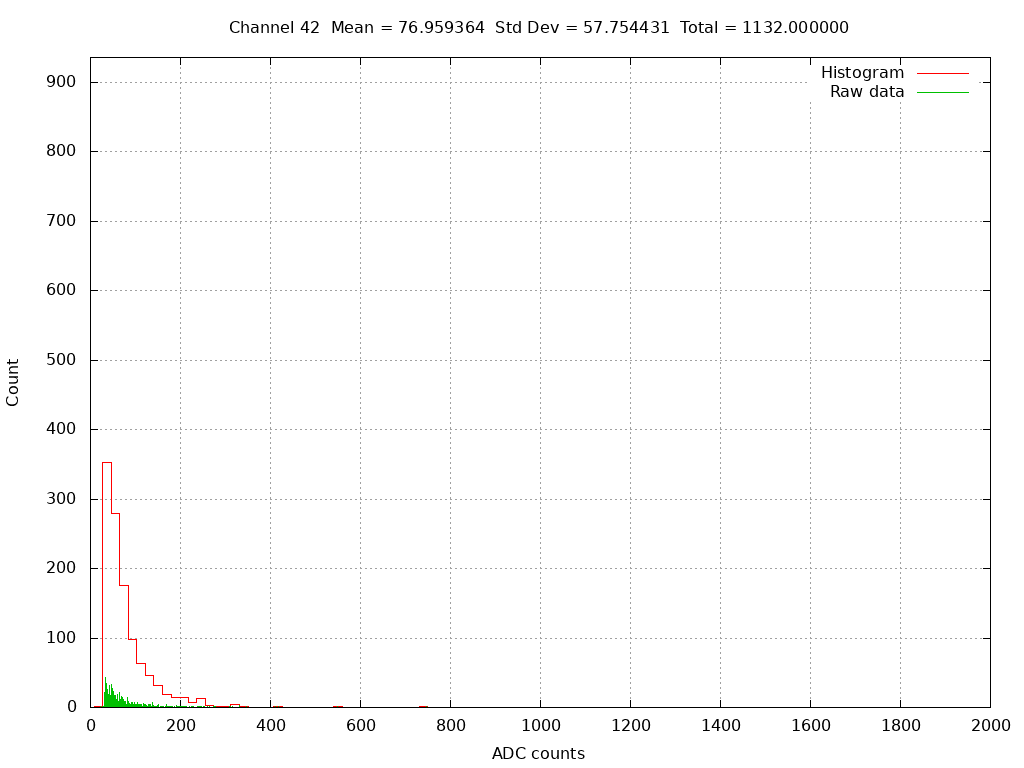 Channel 42  Mean = 76.959364  Std Dev = 57.754431  Total = 1132.000000
Histogram
Raw data
900
800
700
600
500
400
300
200
100
0
Count
0 200 400 600 800 1000 1200 1400 1600 1800 2000
ADC counts